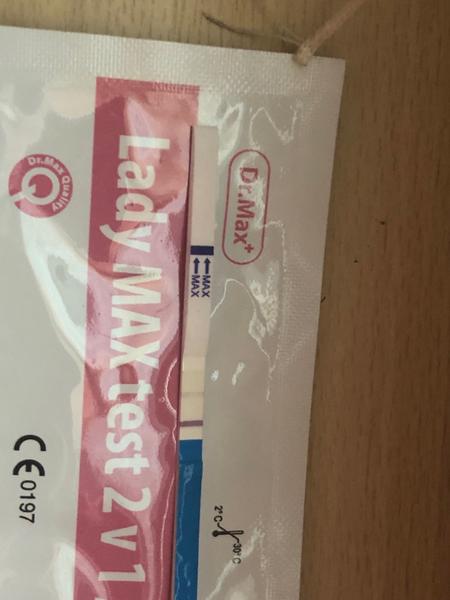 Dr.Max+
MAX
MAX
Lady MAX test 2 v 1
Dr.Max Quality
2°C
30°C
CE 0197